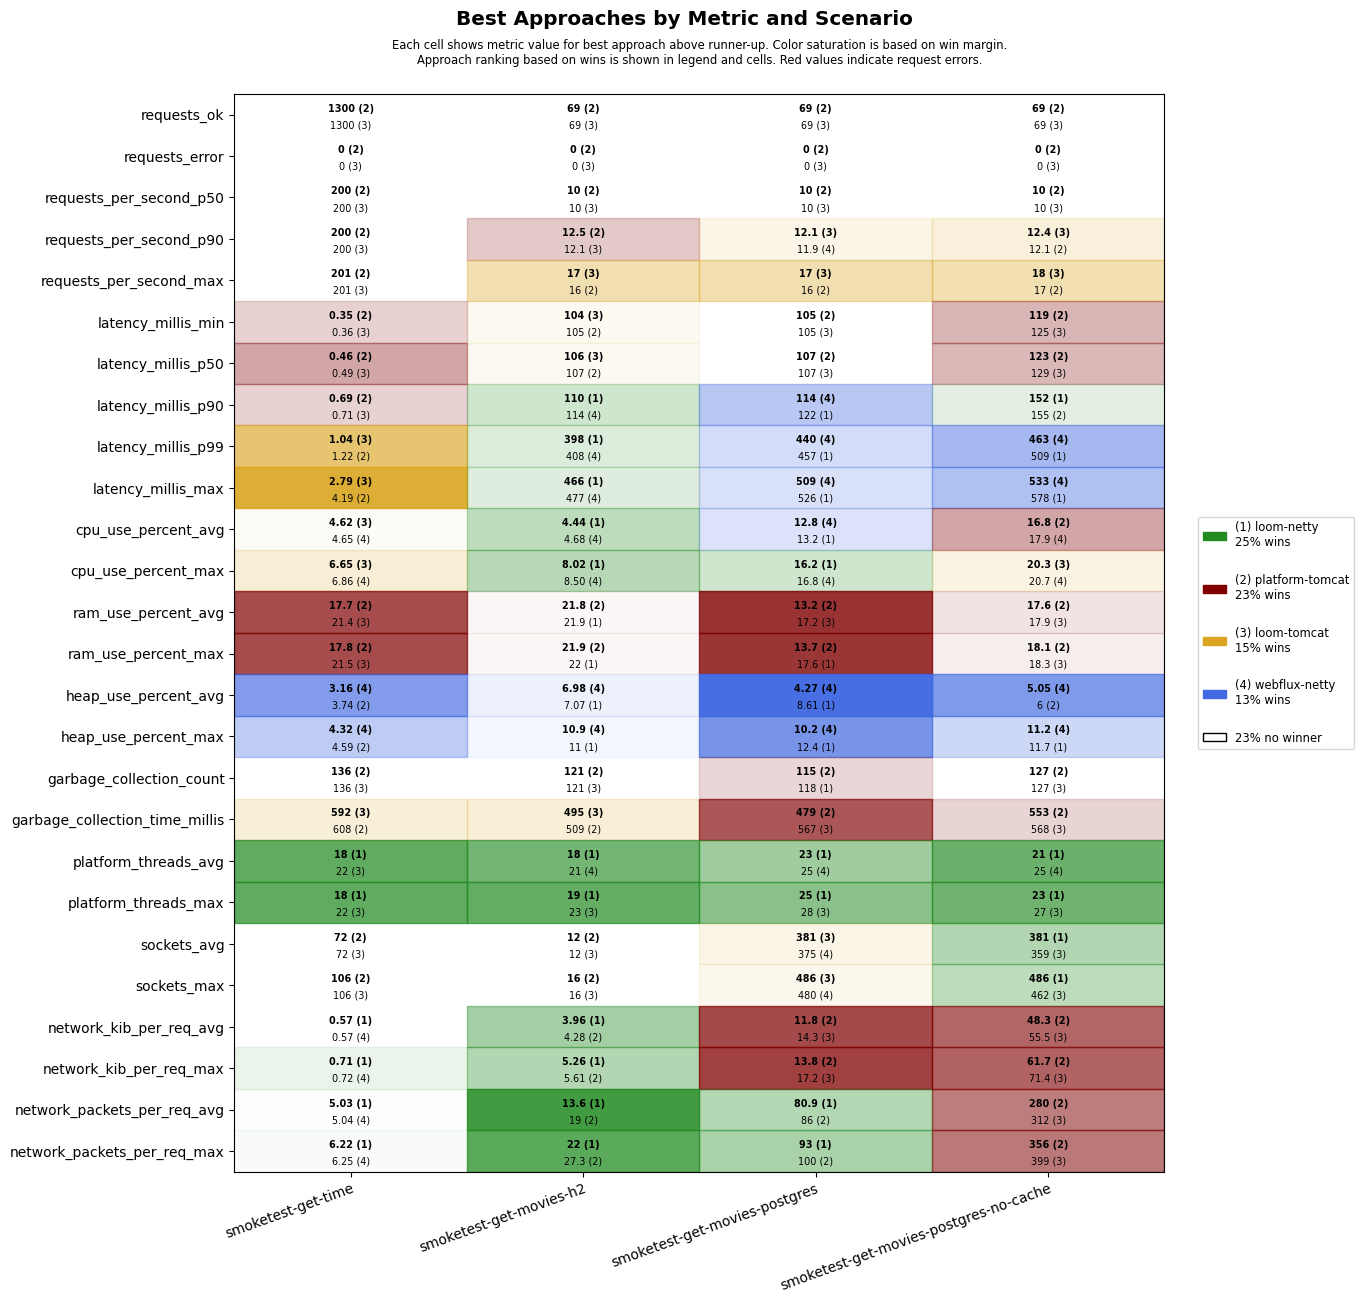 Best Approaches by Metric and Scenario
Each cell shows metric value for best approach above runner-up. Color saturation is based on win margin.
Approach ranking based on wins is shown in legend and cells. Red values indicate request errors.
requests_ok
1300 (2) 69 (2) 69 (2) 69 (2)
1300 (3) 69 (3) 69 (3) 69 (3)
requests_error
0 (2) 0 (2) 0 (2) 0 (2)
0 (3) 0 (3) 0 (3) 0 (3)
requests_per_second_p50
200 (2) 10 (2) 10 (2) 10 (2)
200 (3) 10 (3) 10 (3) 10 (3)
requests_per_second_p90
200 (2) 12.5 (2) 12.1 (3) 12.4 (3)
200 (3) 12.1 (3) 11.9 (4) 12.1 (2)
requests_per_second_max
201 (2) 17 (3) 17 (3) 18 (3)
201 (3) 16 (2) 16 (2) 17 (2)
latency_millis_min
0.35 (2) 104 (3) 105 (2) 119 (2)
0.36 (3) 105 (2) 105 (3) 125 (3)
latency_millis_p50
0.46 (2) 106 (3) 107 (2) 123 (2)
0.49 (3) 107 (2) 107 (3) 129 (3)
latency_millis_p90
0.69 (2) 110 (1) 114 (4) 152 (1)
0.71 (3) 114 (4) 122 (1) 155 (2)
latency_millis_p99
1.04 (3) 398 (1) 440 (4) 463 (4)
1.22 (2) 408 (4) 457 (1) 509 (1)
latency_millis_max
2.79 (3) 466 (1) 509 (4) 533 (4)
4.19 (2) 477 (4) 526 (1) 578 (1)
cpu_use_percent_avg
4.62 (3) 4.44 (1) 12.8 (4) 16.8 (2)
4.65 (4) 4.68 (4) 13.2 (1) 17.9 (4)
cpu_use_percent_max
6.65 (3) 8.02 (1) 16.2 (1) 20.3 (3)
6.86 (4) 8.50 (4) 16.8 (4) 20.7 (4)
ram_use_percent_avg
17.7 (2) 21.8 (2) 13.2 (2) 17.6 (2)
21.4 (3) 21.9 (1) 17.2 (3) 17.9 (3)
ram_use_percent_max
17.8 (2) 21.9 (2) 13.7 (2) 18.1 (2)
21.5 (3) 22 (1) 17.6 (1) 18.3 (3)
heap_use_percent_avg
3.16 (4) 6.98 (4) 4.27 (4) 5.05 (4)
3.74 (2) 7.07 (1) 8.61 (1) 6 (2)
heap_use_percent_max
4.32 (4) 10.9 (4) 10.2 (4) 11.2 (4)
4.59 (2) 11 (1) 12.4 (1) 11.7 (1)
garbage_collection_count
136 (2) 121 (2) 115 (2) 127 (2)
136 (3) 121 (3) 118 (1) 127 (3)
garbage_collection_time_millis
592 (3) 495 (3) 479 (2) 553 (2)
608 (2) 509 (2) 567 (3) 568 (3)
platform_threads_avg
18 (1) 18 (1) 23 (1) 21 (1)
22 (3) 21 (4) 25 (4) 25 (4)
platform_threads_max
18 (1) 19 (1) 25 (1) 23 (1)
22 (3) 23 (3) 28 (3) 27 (3)
sockets_avg
72 (2) 12 (2) 381 (3) 381 (1)
72 (3) 12 (3) 375 (4) 359 (3)
sockets_max
106 (2) 16 (2) 486 (3) 486 (1)
106 (3) 16 (3) 480 (4) 462 (3)
network_kib_per_req_avg
0.57 (1) 3.96 (1) 11.8 (2) 48.3 (2)
0.57 (4) 4.28 (2) 14.3 (3) 55.5 (3)
network_kib_per_req_max
0.71 (1) 5.26 (1) 13.8 (2) 61.7 (2)
0.72 (4) 5.61 (2) 17.2 (3) 71.4 (3)
network_packets_per_req_avg
5.03 (1) 13.6 (1) 80.9 (1) 280 (2)
5.04 (4) 19 (2) 86 (2) 312 (3)
network_packets_per_req_max
6.22 (1) 22 (1) 93 (1) 356 (2)
6.25 (4) 27.3 (2) 100 (2) 399 (3)
smoketest-get-time
smoketest-get-movies-h2
smoketest-get-movies-postgres
smoketest-get-movies-postgres-no-cache
(1) loom-netty
25% wins
(2) platform-tomcat
23% wins
(3) loom-tomcat
15% wins
(4) webflux-netty
13% wins
23% no winner